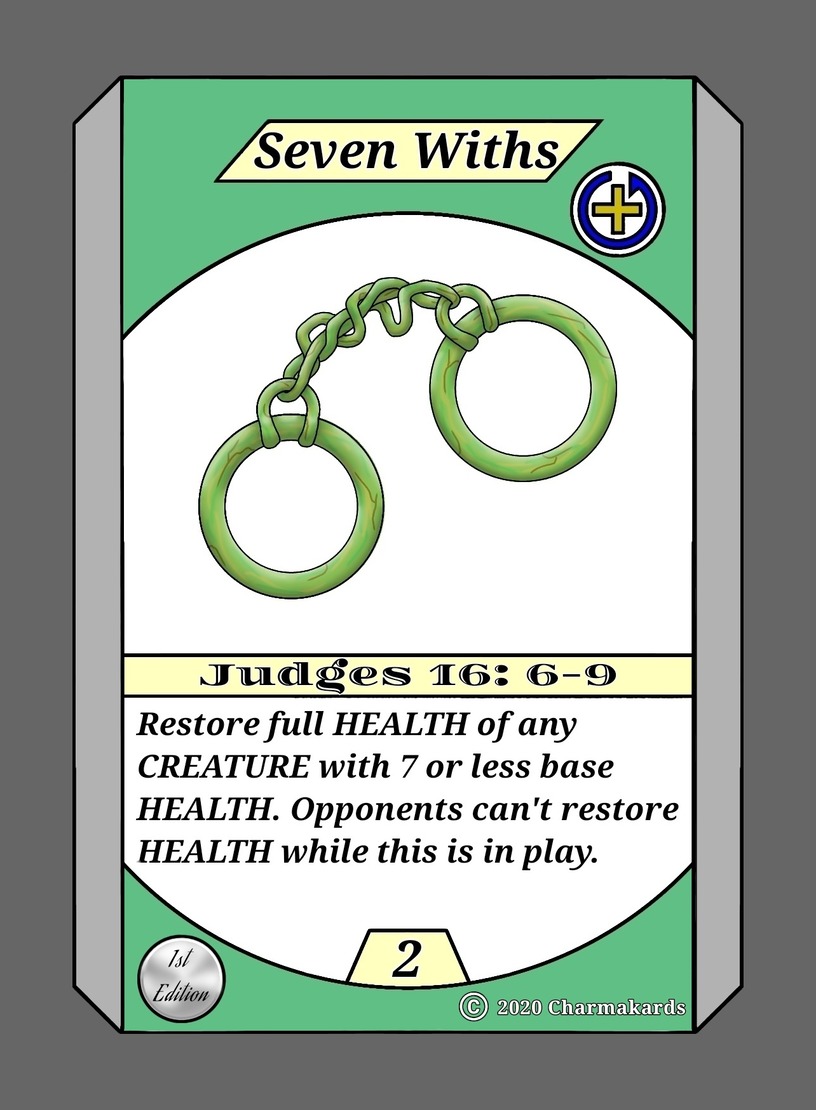 Seven Withs
Judges 16: 6-9
Restore full HEALTH of any
CREATURE with 7 or less base
HEALTH. Opponents can't restore
HEALTH while this is in play.
2
1st
Edition
© 2020 Charmakards